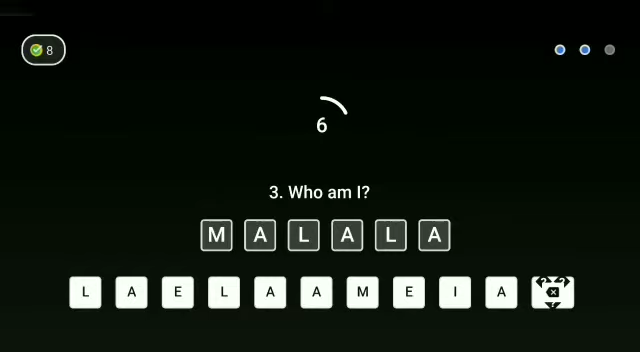 8
6
3. Who am I?
M A L A L A
L A E L A A M E I A